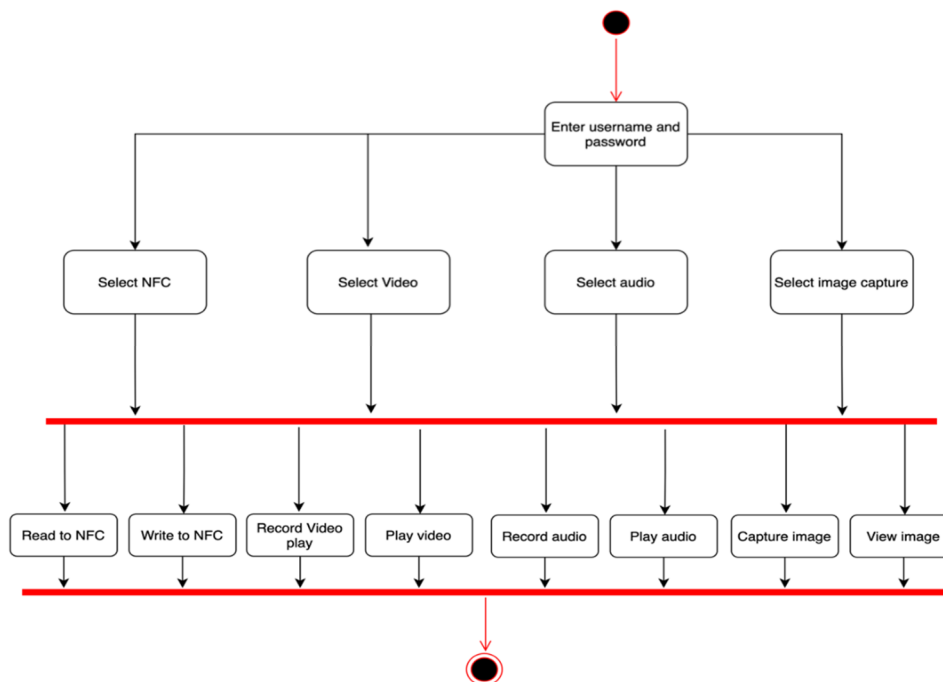 Enter username and
password
Select NFC
Select Video
Select audio
Select image capture
Read to NFC
Write to NFC
Record Video
play
Play video
Record audio
Play audio
Capture image
View image